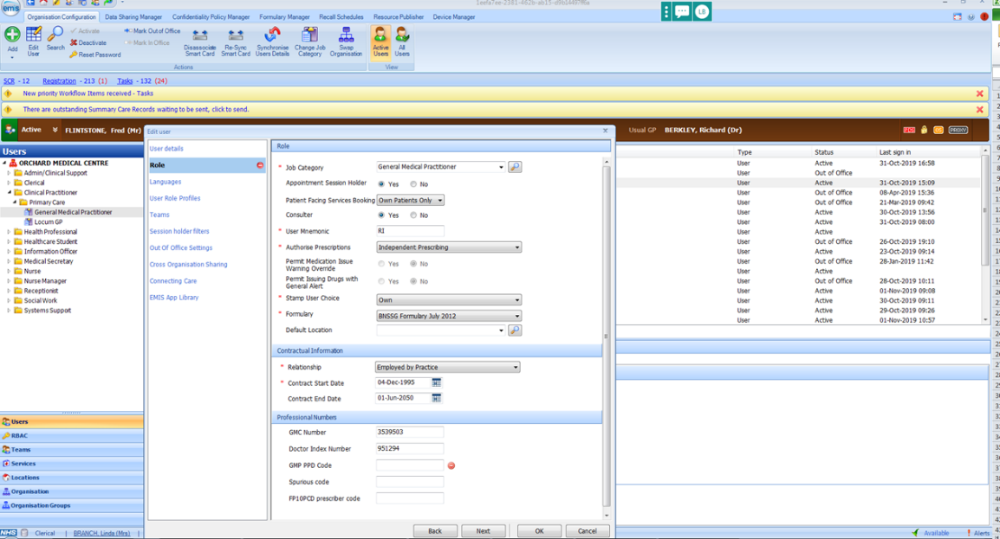 emis
1eefa7ee-2381-462b-ab15-d9b14497ff6a
LB
Organisation Configuration Data Sharing Manager Confidentiality Policy Manager Formulary Manager Recall Schedules Resource Publisher Device Manager
Add
Edit User
Search
Activate
Deactivate
Reset Password
Mark Out of Office
Mark In Office
Disassociate Smart Card
Re-Sync Smart Card
Synchronise Users Details
Change Job Category
Swap Organisation
Active Users
All Users
Actions
View
SCR - 12 Registration - 213 (1) Tasks - 132 (24)
New priority Workflow Items received - Tasks
There are outstanding Summary Care Records waiting to be sent, click to send.
Active FLINTSTONE, Fred (Mr) Usual GP BERKLEY, Richard (Dr) PROXY
Users
ORCHARD MEDICAL CENTRE
Admin/Clinical Support
Clerical
Clinical Practitioner
Primary Care
General Medical Practitioner
Locum GP
Health Professional
Healthcare Student
Information Officer
Medical Secretary
Nurse
Nurse Manager
Receptionist
Social Work
Systems Support
Users
RBAC
Teams
Services
Locations
Organisation
Organisation Groups
Edit user
User details
Role
Languages
User Role Profiles
Teams
Session holder filters
Out Of Office Settings
Cross Organisation Sharing
Connecting Care
EMIS App Library
Role
* Job Category General Medical Practitioner
Appointment Session Holder Yes No
Patient Facing Services Booking Own Patients Only
Consulter Yes No
* User Mnemonic RI
* Authorise Prescriptions Independent Prescribing
Permit Medication Issue Warning Override Yes No
Permit Issuing Drugs with General Alert Yes No
* Stamp User Choice Own
* Formulary BNSSG Formulary July 2012
Default Location
Contractual Information
* Relationship Employed by Practice
* Contract Start Date 04-Dec-1995
Contract End Date 01-Jun-2050
Professional Numbers
GMC Number 3539503
Doctor Index Number 951294
GMP PPD Code
Spurious code
FP10PCD prescriber code
Back Next OK Cancel
Type Status Last sign in
User Active 31-Oct-2019 16:58
User Out of Office
User Active 31-Oct-2019 15:09
User Out of Office 08-Apr-2019 15:36
User Out of Office 21-Mar-2019 09:42
User Active 30-Oct-2019 13:56
User Active 31-Oct-2019 08:00
User Active
User Out of Office 26-Oct-2019 19:10
User Active 23-Oct-2019 09:14
User Out of Office 28-Jan-2019 11:42
User Active
User Out of Office 28-Oct-2019 10:11
User Active 01-Nov-2019 09:08
User Active 30-Oct-2019 09:11
User Active 29-Oct-2019 09:26
User Active 01-Nov-2019 10:57
NHS Clerical | BRANCH, Linda (Mrs) |
Available Alerts